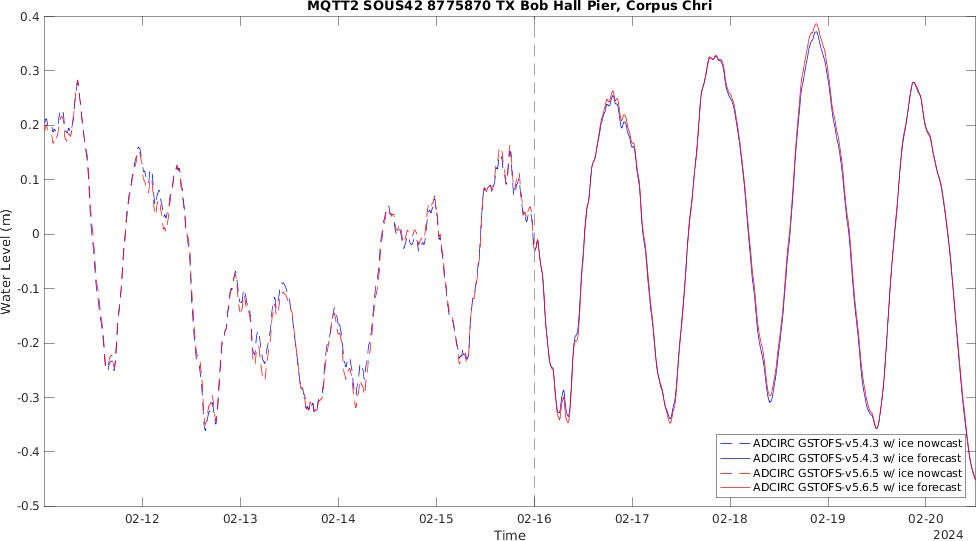 MQTT2 SOUS42 8775870 TX Bob Hall Pier, Corpus Chri
0.4
0.3
0.2
0.1
0
-0.1
-0.2
-0.3
-0.4
-0.5
Water Level (m)
ADCIRC GSTOFS-v5.4.3 w/ ice nowcast
ADCIRC GSTOFS-v5.4.3 w/ ice forecast
ADCIRC GSTOFS-v5.6.5 w/ ice nowcast
ADCIRC GSTOFS-v5.6.5 w/ ice forecast
02-12 02-13 02-14 02-15 02-16 02-17 02-18 02-19 02-20
Time
2024